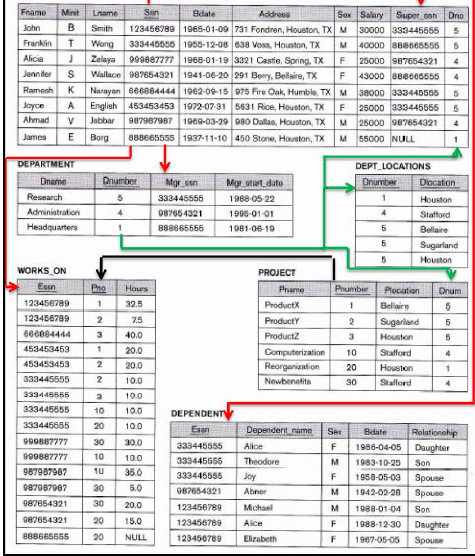 Fname Minit Lname Ssn Bdate Address Sex Salary Super_ssn Dno
John B Smith 123456789 1965-01-09 731 Fondren, Houston, TX M 30000 333445555 5
Franklin T Wong 333445555 1955-12-08 638 Voss, Houston, TX M 40000 888665555 5
Alicia J Zelaya 999887777 1968-01-19 3321 Castle, Spring, TX F 25000 987654321 4
Jennifer S Wallace 987654321 1941-06-20 291 Berry, Bellaire, TX F 43000 888665555 4
Ramesh K Narayan 666884444 1962-09-15 975 Fire Oak, Humble, TX M 38000 333445555 5
Joyce A English 453453453 1972-07-31 5631 Rice, Houston, TX F 25000 333445555 5
Ahmad V Jabbar 987987987 1969-03-29 980 Dallas, Houston, TX M 25000 987654321 4
James E Borg 888665555 1937-11-10 450 Stone, Houston, TX M 55000 NULL 1
DEPARTMENT
Dname Dnumber Mgr_ssn Mgr_start_date
Research 5 333445555 1988-05-22
Administration 4 987654321 1995-01-01
Headquarters 1 888665555 1981-06-19
DEPT_LOCATIONS
Dnumber Dlocation
1 Houston
4 Stafford
5 Bellaire
5 Sugarland
5 Houston
WORKS_ON
Essn Pno Hours
123456789 1 32.5
123456789 2 7.5
666884444 3 40.0
453453453 1 20.0
453453453 2 20.0
333445555 2 10.0
333445555 3 10.0
333445555 10 10.0
333445555 20 10.0
999887777 30 30.0
999887777 10 10.0
987987987 10 35.0
987987987 30 5.0
987654321 30 20.0
987654321 20 15.0
888665555 20 NULL
PROJECT
Pname Pnumber Plocation Dnum
ProductX 1 Bellaire 5
ProductY 2 Sugarland 5
ProductZ 3 Houston 5
Computerization 10 Stafford 4
Reorganization 20 Houston 1
Newbenefits 30 Stafford 4
DEPENDENT
Essn Dependent_name Sex Bdate Relationship
333445555 Alice F 1986-04-05 Daughter
333445555 Theodore M 1983-10-25 Son
333445555 Joy F 1958-05-03 Spouse
987654321 Abner M 1942-02-28 Spouse
123456789 Michael M 1988-01-04 Son
123456789 Alice F 1988-12-30 Daughter
123456789 Elizabeth F 1967-05-05 Spouse